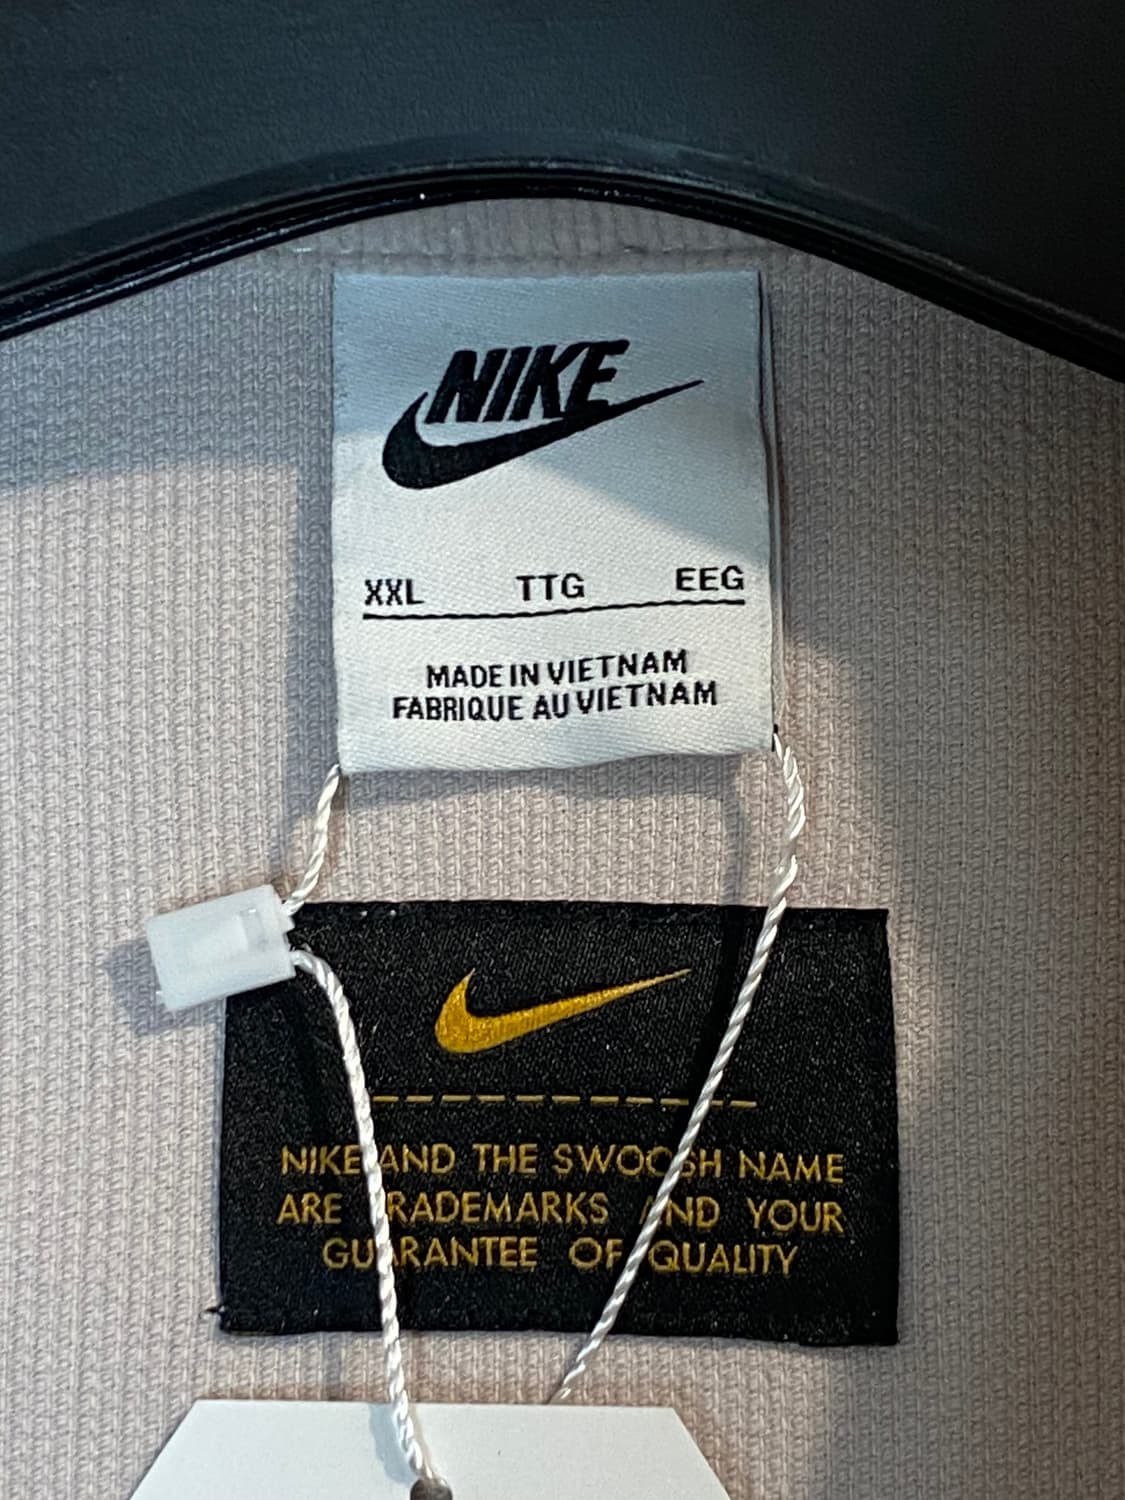 NIKE
XXL TTG EEG
MADE IN VIETNAM
FABRIQUE AU VIETNAM
NIKE AND THE SWOOSH NAME
ARE TRADEMARKS AND YOUR
GUARANTEE OF QUALITY